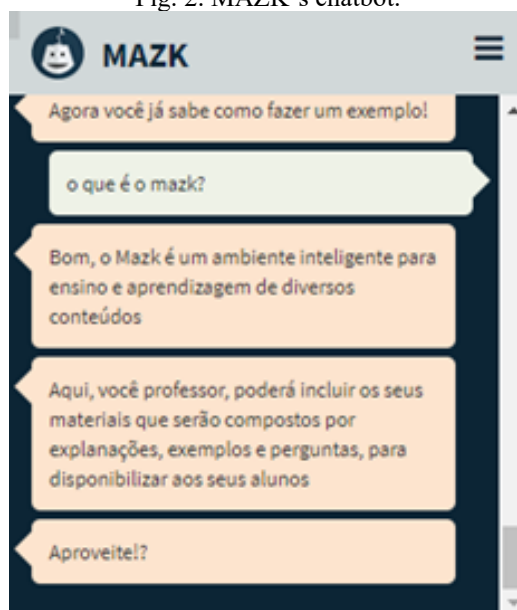 Fig. 2. MAZK's chatbot.
MAZK
Agora você já sabe como fazer um exemplo!
o que é o mazk?
Bom, o Mazk é um ambiente inteligente para
ensino e aprendizagem de diversos
conteúdos
Aqui, você professor, poderá incluir os seus
materiais que serão compostos por
explanações, exemplos e perguntas, para
disponibilizar aos seus alunos
Aproveite!?